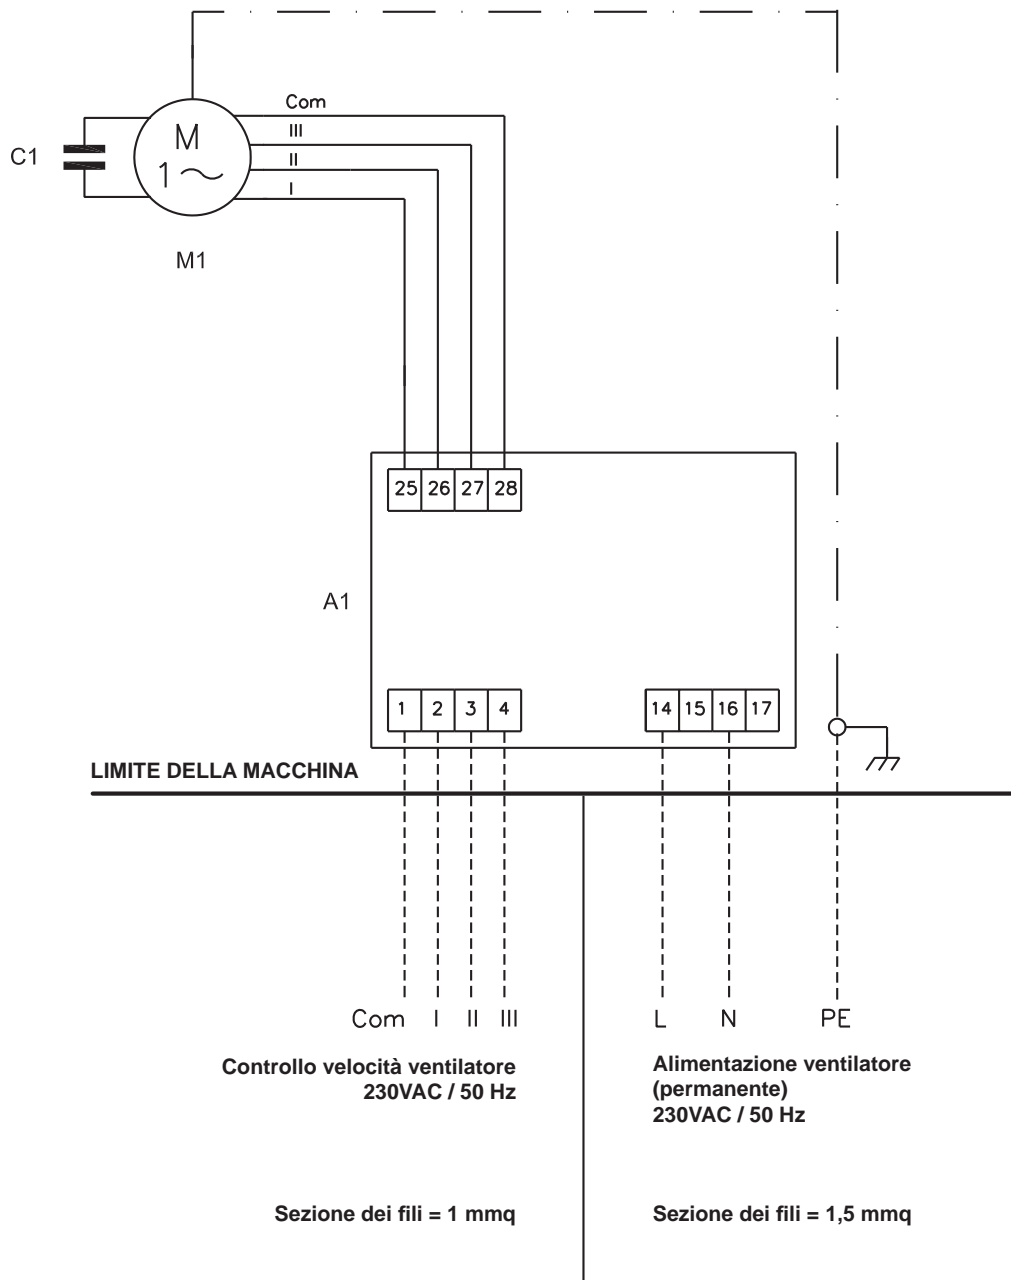 Com
III
II
I
C1
M
1
M1
25 26 27 28
A1
1 2 3 4
14 15 16 17
LIMITE DELLA MACCHINA
Com I II III
L N PE
Controllo velocità ventilatore
230VAC / 50 Hz
Alimentazione ventilatore
(permanente)
230VAC / 50 Hz
Sezione dei fili = 1 mmq
Sezione dei fili = 1,5 mmq